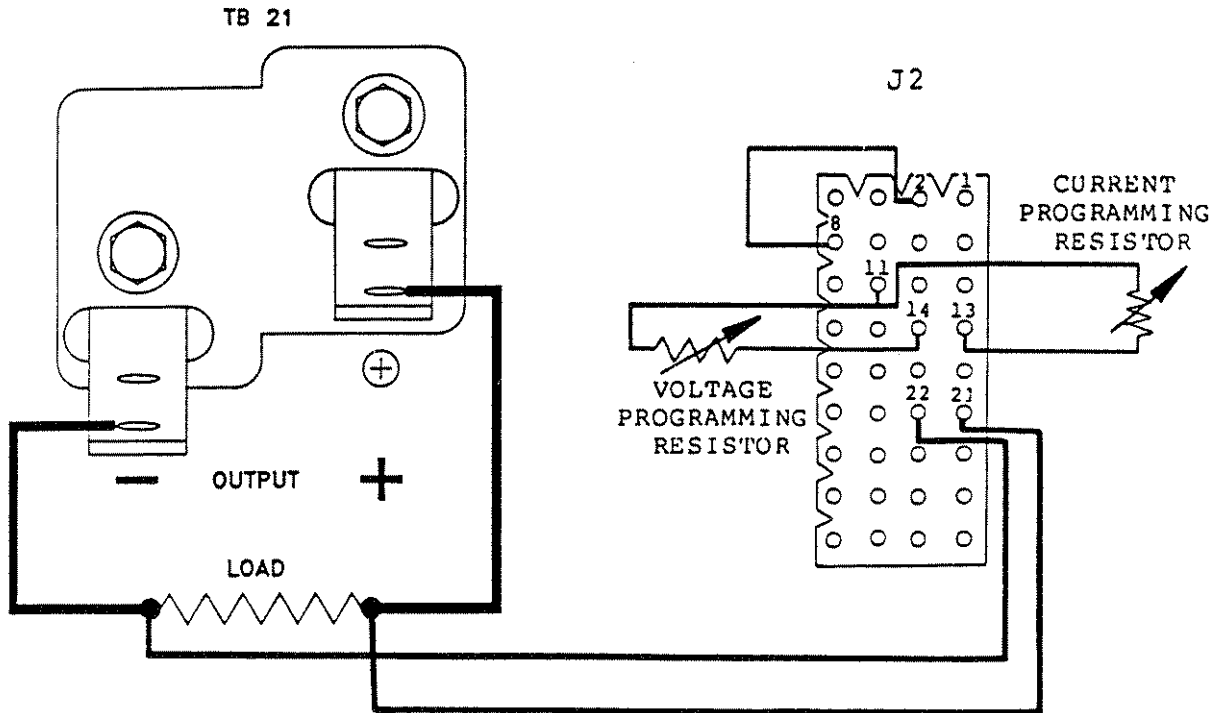 TB 21
J2
2 1
8
11
14 13
22 21
CURRENT
PROGRAMMING
RESISTOR
VOLTAGE
PROGRAMMING
RESISTOR
- OUTPUT +
LOAD